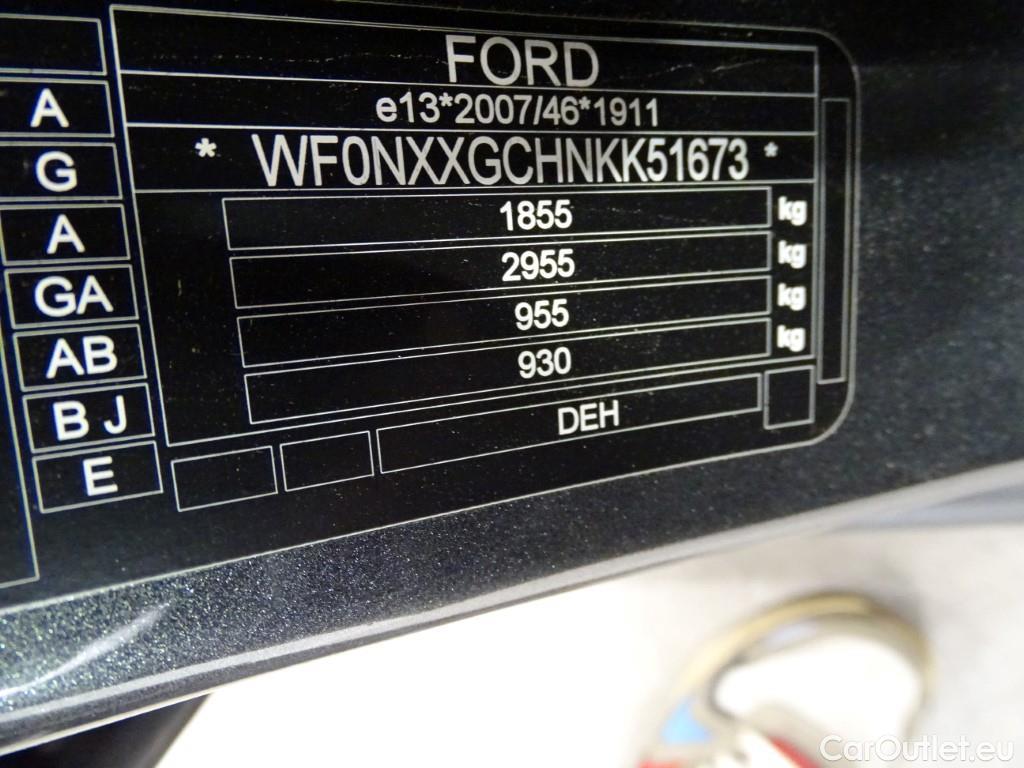 FORD
e13*2007/46*1911
* WF0NXXGCHNKK51673 *
1855 kg
2955 kg
955 kg
930 kg
DEH
A
G
A
GA
AB
B J
E
CarOutlet.eu